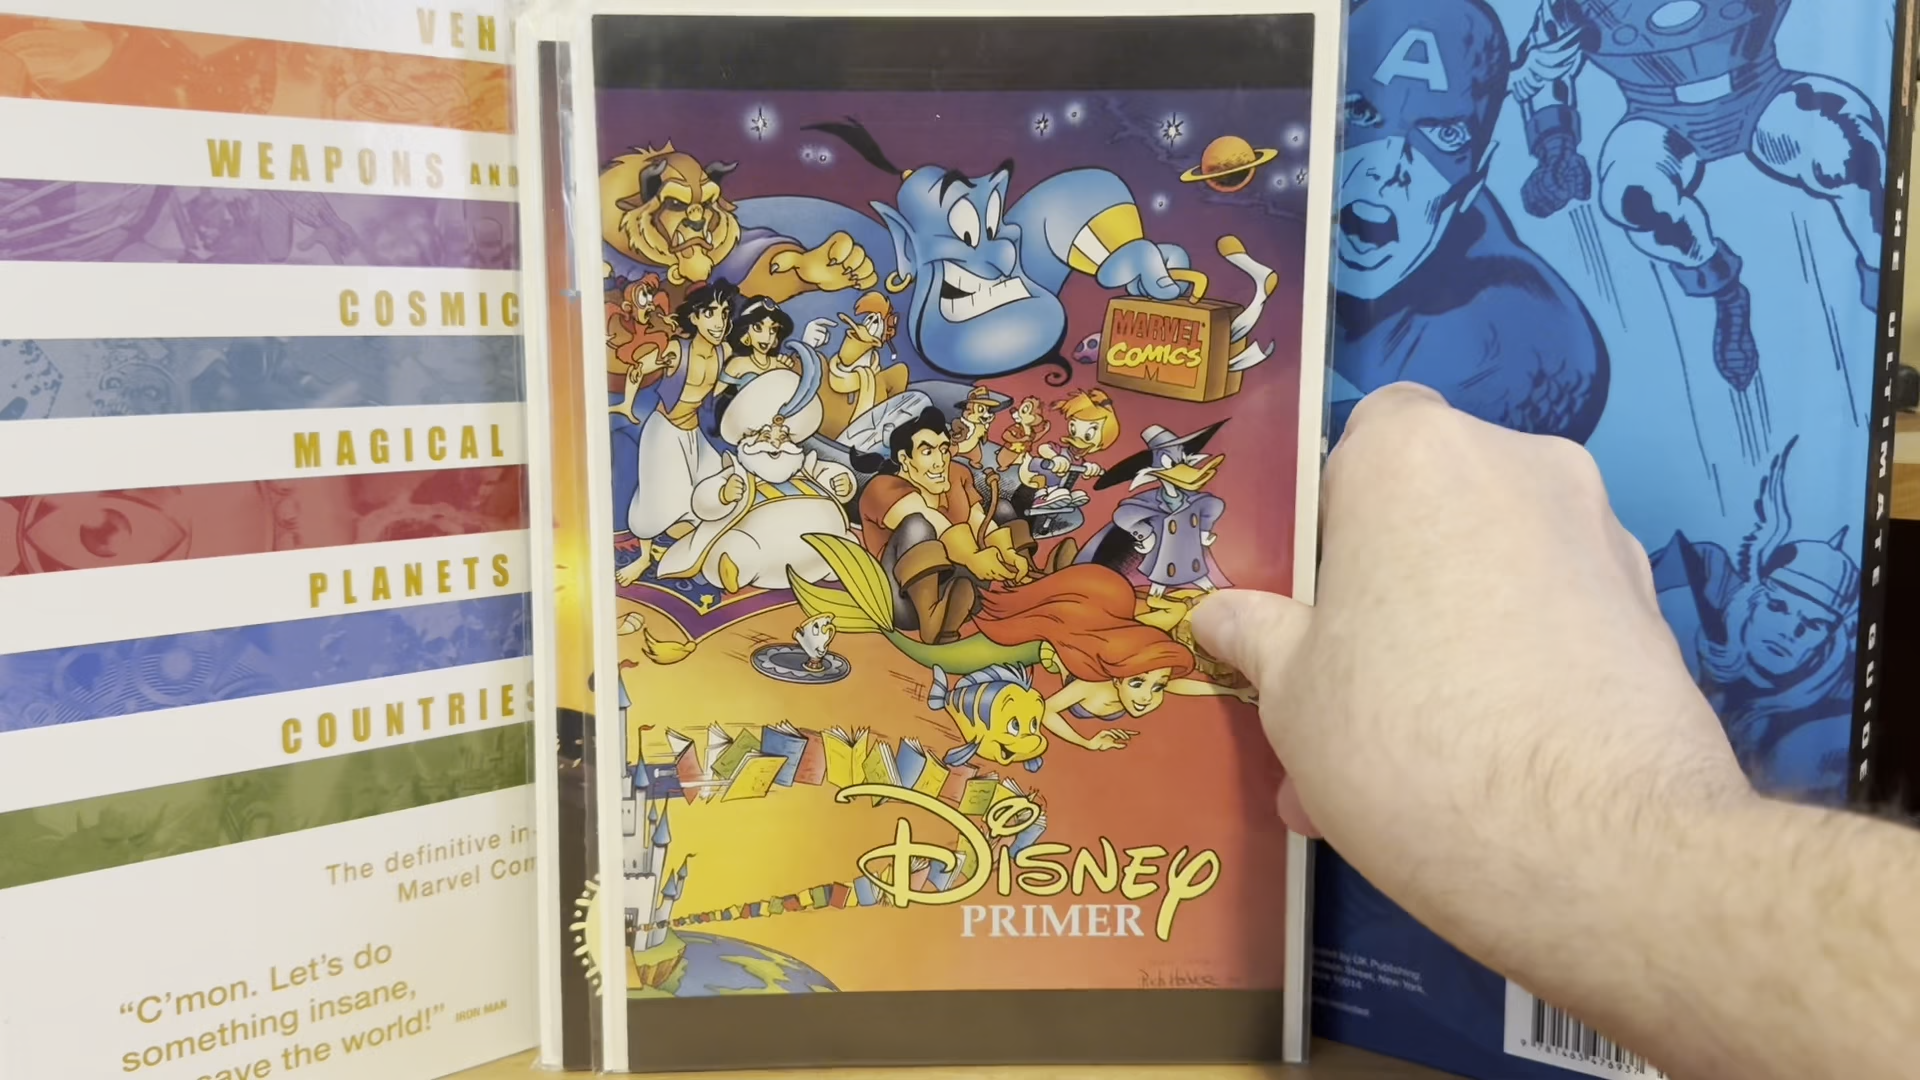 VEN
WEAPONS AND
COSMIC
MAGICAL
PLANETS
COUNTRIES
The definitive in
Marvel Com
"C'mon. Let's do
something insane,
save the world!" IRON MAN
MARVEL
COMICS
M
DISNEY
PRIMER
A
THE ULTIMATE GUIDE
by DK Publishing
Street, New York,
10014